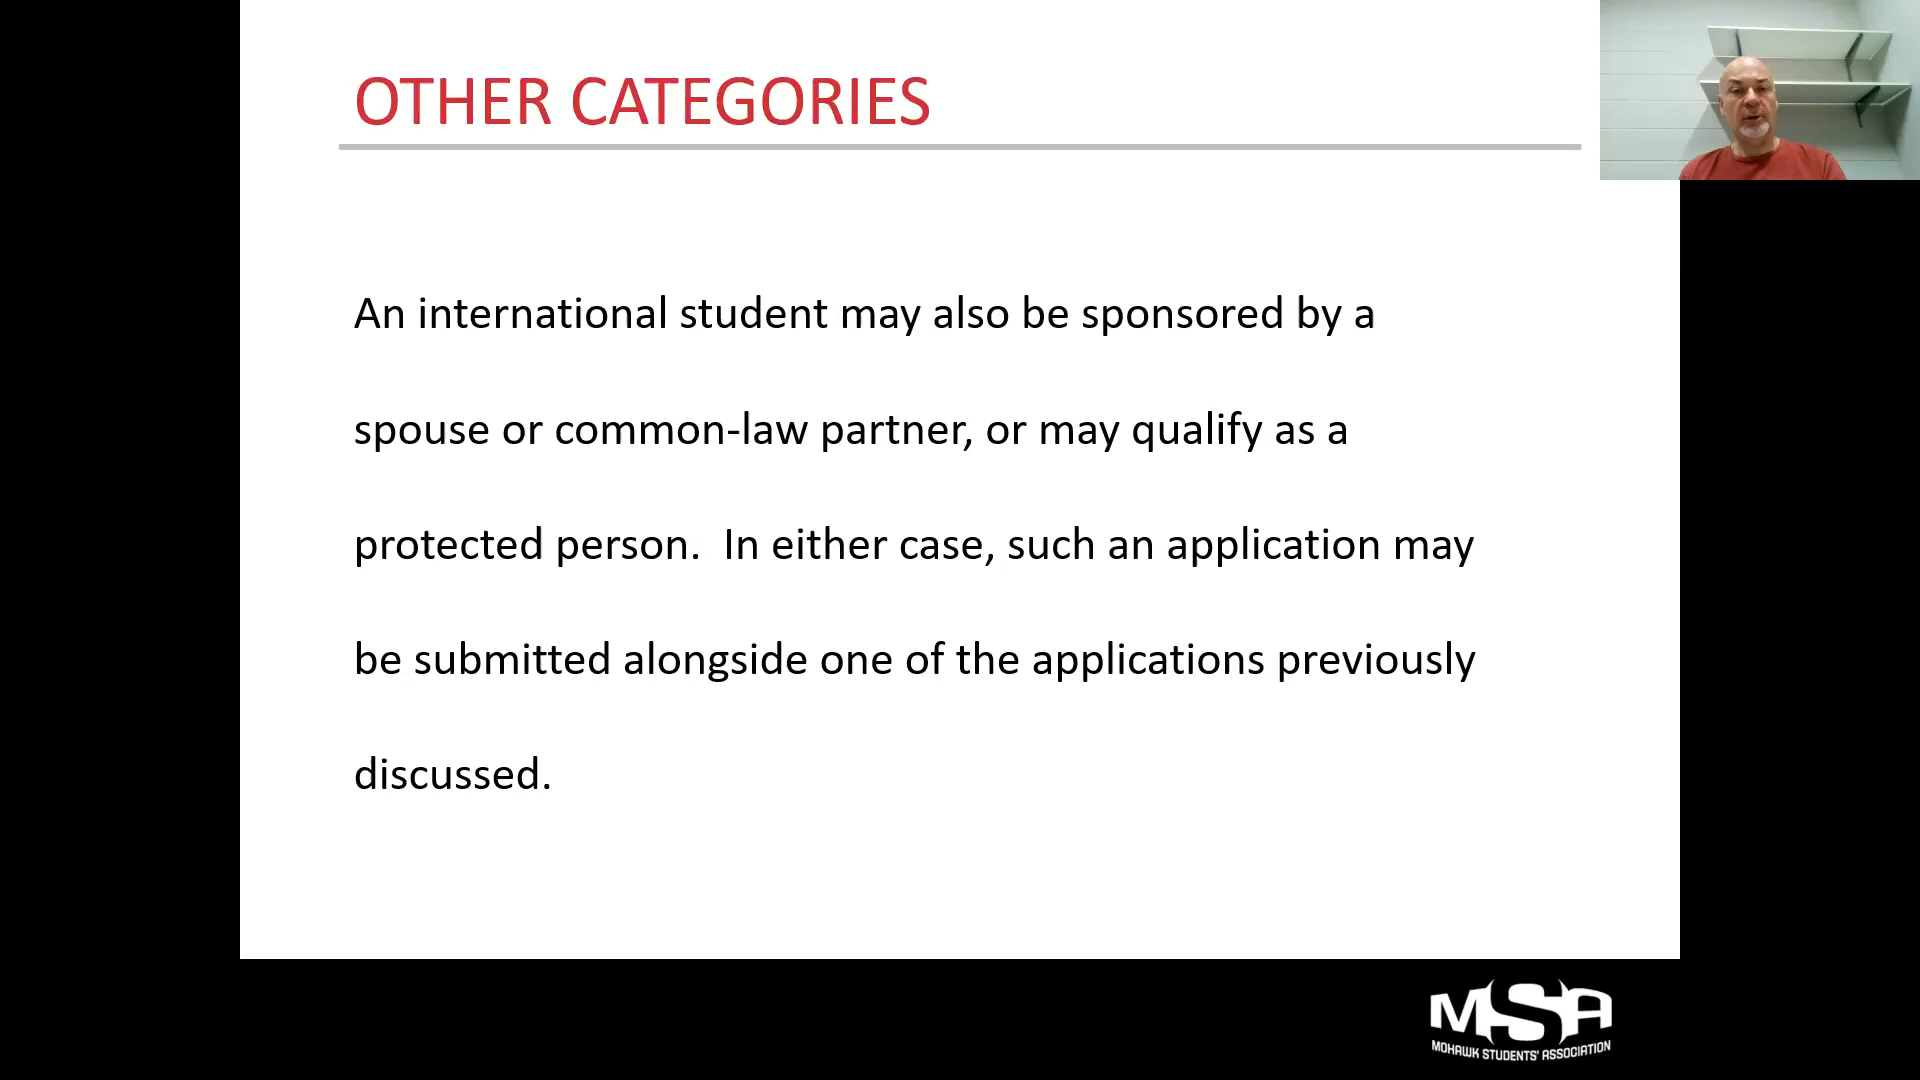 OTHER CATEGORIES
An international student may also be sponsored by a
spouse or common-law partner, or may qualify as a
protected person.  In either case, such an application may
be submitted alongside one of the applications previously
discussed.
MSA
MOHAWK STUDENTS' ASSOCIATION